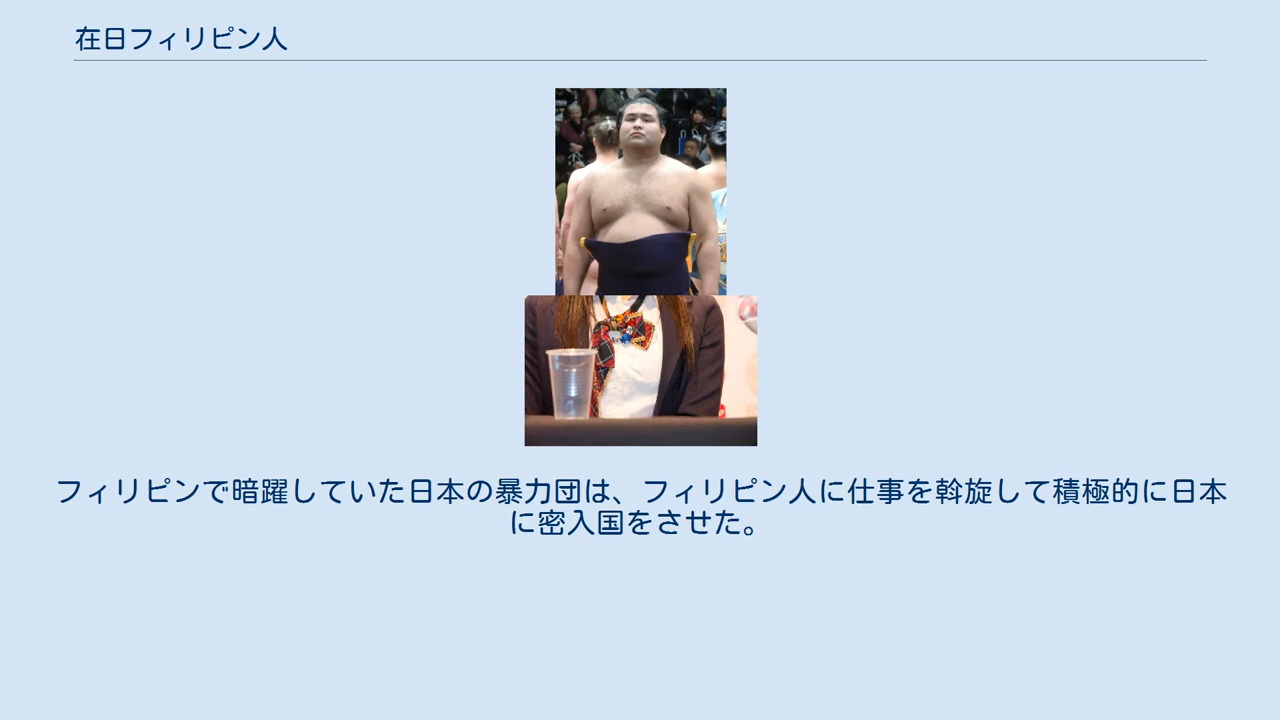 在日フィリピン人
フィリピンで暗躍していた日本の暴力団は、フィリピン人に仕事を斡旋して積極的に日本
に密入国をさせた。